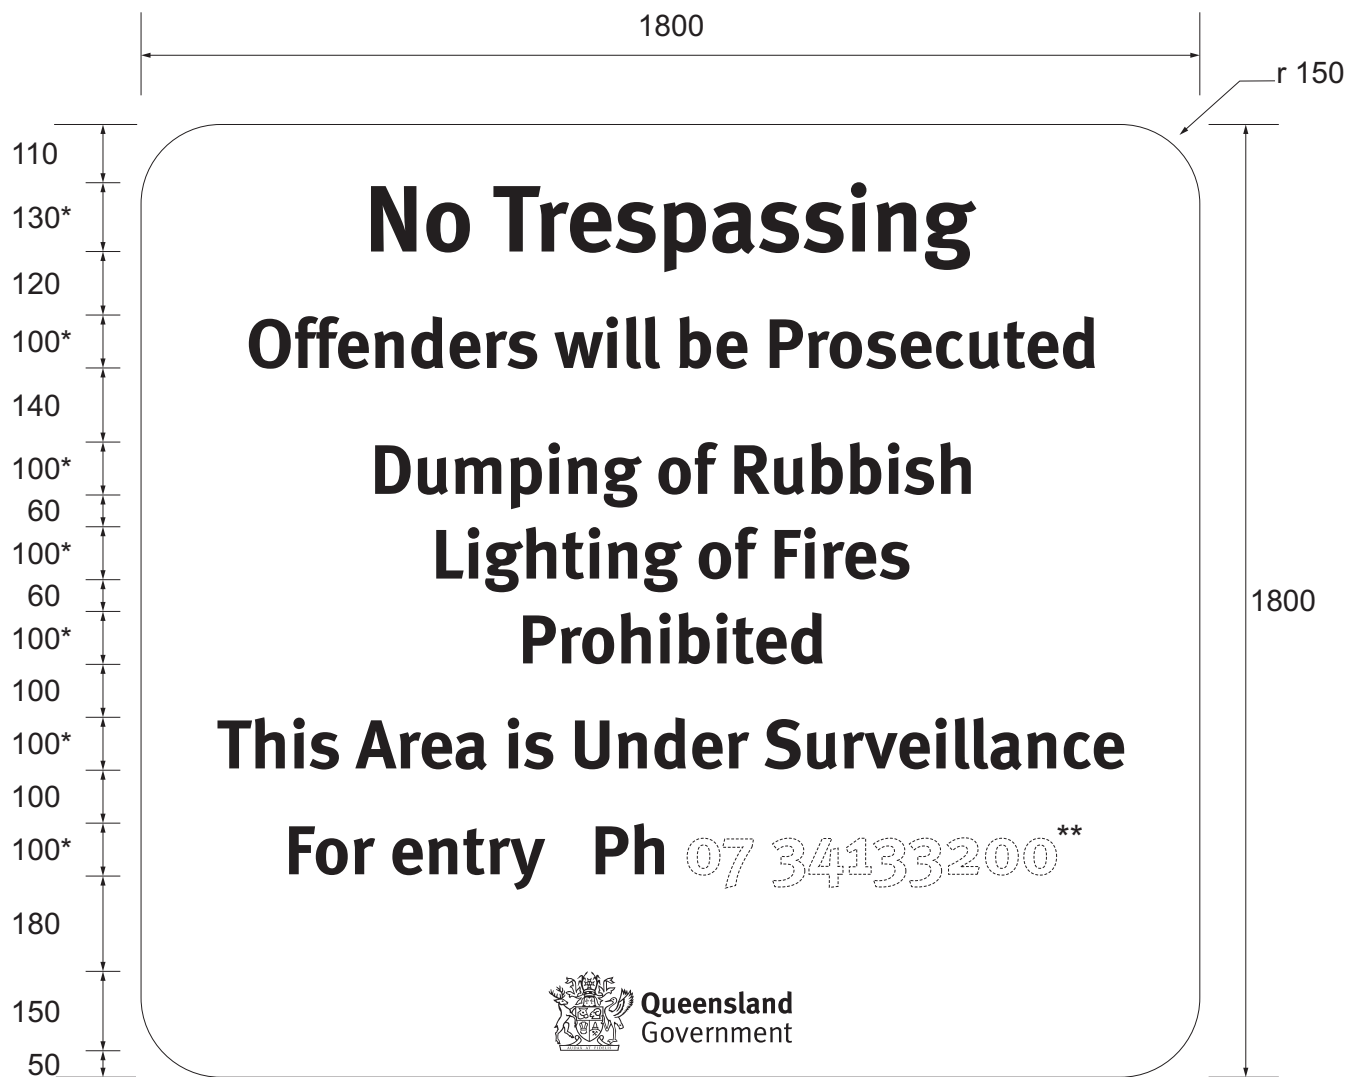 1800
r 150
110
130*
No Trespassing
120
100*
Offenders will be Prosecuted
140
100*
Dumping of Rubbish
60
100*
Lighting of Fires
60
1800
100*
Prohibited
100
100*
This Area is Under Surveillance
100
100*
For entry Ph 07 34133200**
180
150
Queensland
Government
50